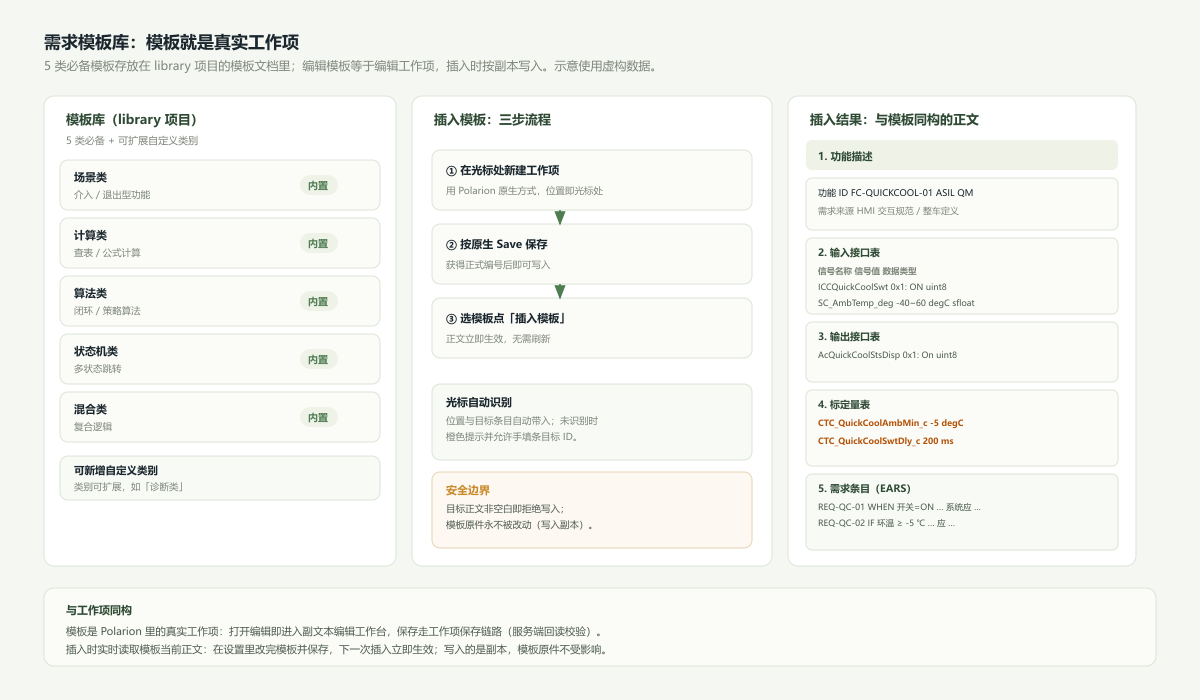 需求模板库：模板就是真实工作项
5 类必备模板存放在 library 项目的模板文档里；编辑模板等于编辑工作项，插入时按副本写入。示意使用虚构数据。
模板库（library 项目）
5 类必备 + 可扩展自定义类别
场景类
介入 / 退出型功能
内置
计算类
查表 / 公式计算
内置
算法类
闭环 / 策略算法
内置
状态机类
多状态跳转
内置
混合类
复合逻辑
内置
可新增自定义类别
类别可扩展，如「诊断类」
插入模板：三步流程
① 在光标处新建工作项
用 Polarion 原生方式，位置即光标处
② 按原生 Save 保存
获得正式编号后即可写入
③ 选模板点「插入模板」
正文立即生效，无需刷新
光标自动识别
位置与目标条目自动带入；未识别时
橙色提示并允许手填条目标 ID。
安全边界
目标正文非空白即拒绝写入；
模板原件永不被改动（写入副本）。
插入结果：与模板同构的正文
1. 功能描述
功能 ID FC-QUICKCOOL-01 ASIL QM
需求来源 HMI 交互规范 / 整车定义
2. 输入接口表
信号名称 信号值 数据类型
ICCQuickCoolSwt 0x1: ON uint8
SC_AmbTemp_deg -40~60 degC sfloat
3. 输出接口表
AcQuickCoolStsDisp 0x1: On uint8
4. 标定量表
CTC_QuickCoolAmbMin_c -5 degC
CTC_QuickCoolSwtDly_c 200 ms
5. 需求条目（EARS）
REQ-QC-01 WHEN 开关=ON ... 系统应 ...
REQ-QC-02 IF 环温 ≥ -5 ℃ ... 应 ...
与工作项同构
模板是 Polarion 里的真实工作项：打开编辑即进入副文本编辑工作台，保存走工作项保存链路（服务端回读校验）。
插入时实时读取模板当前正文：在设置里改完模板并保存，下一次插入立即生效；写入的是副本，模板原件不受影响。